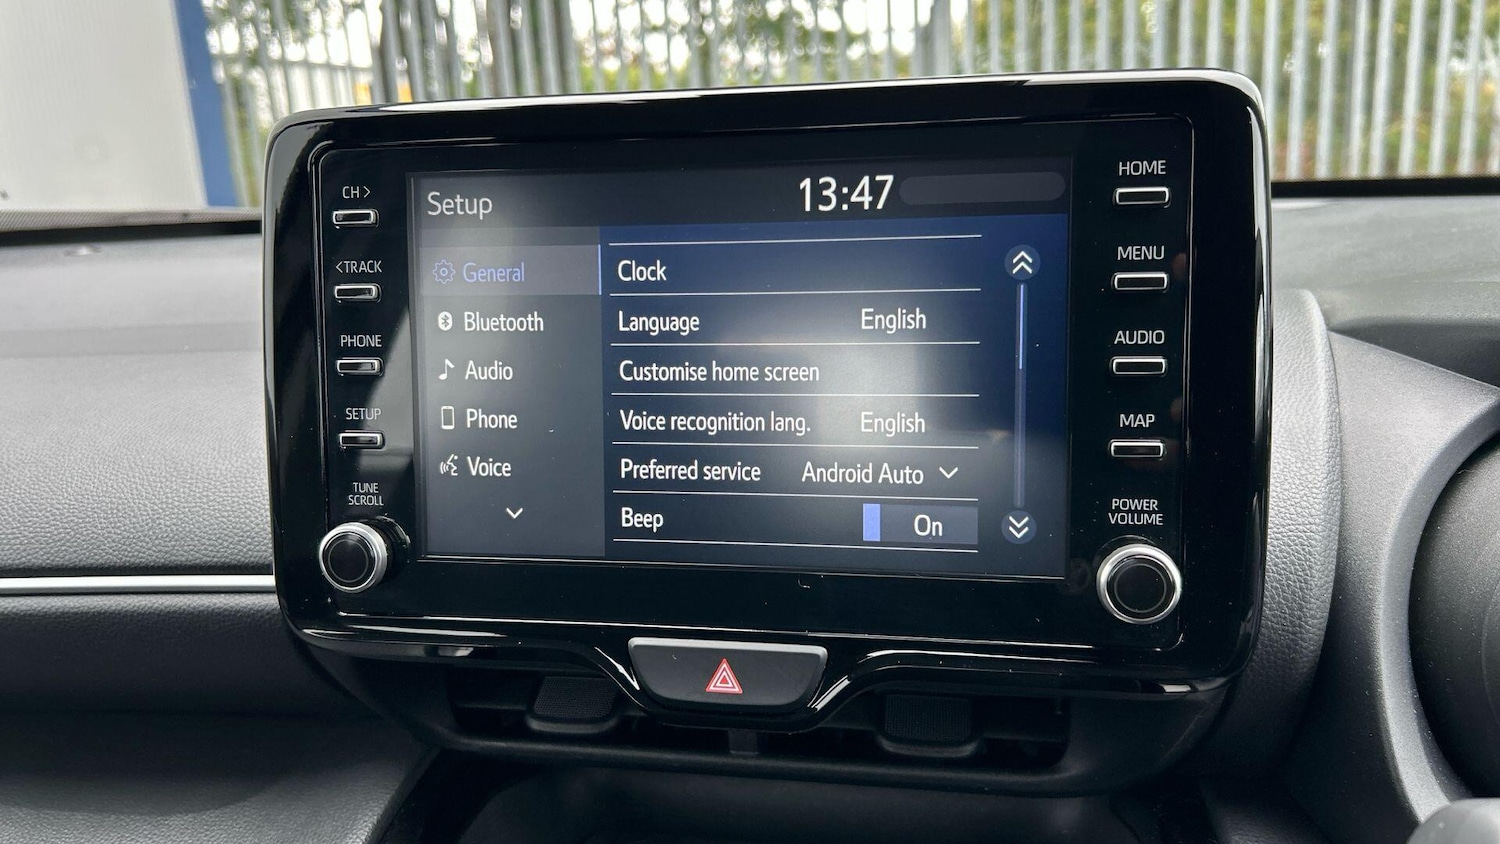 CH >
< TRACK
PHONE
SETUP
TUNE
SCROLL
Setup
13:47
General
Bluetooth
Audio
Phone
Voice
Clock
Language English
Customise home screen
Voice recognition lang. English
Preferred service Android Auto
Beep On
HOME
MENU
AUDIO
MAP
POWER
VOLUME